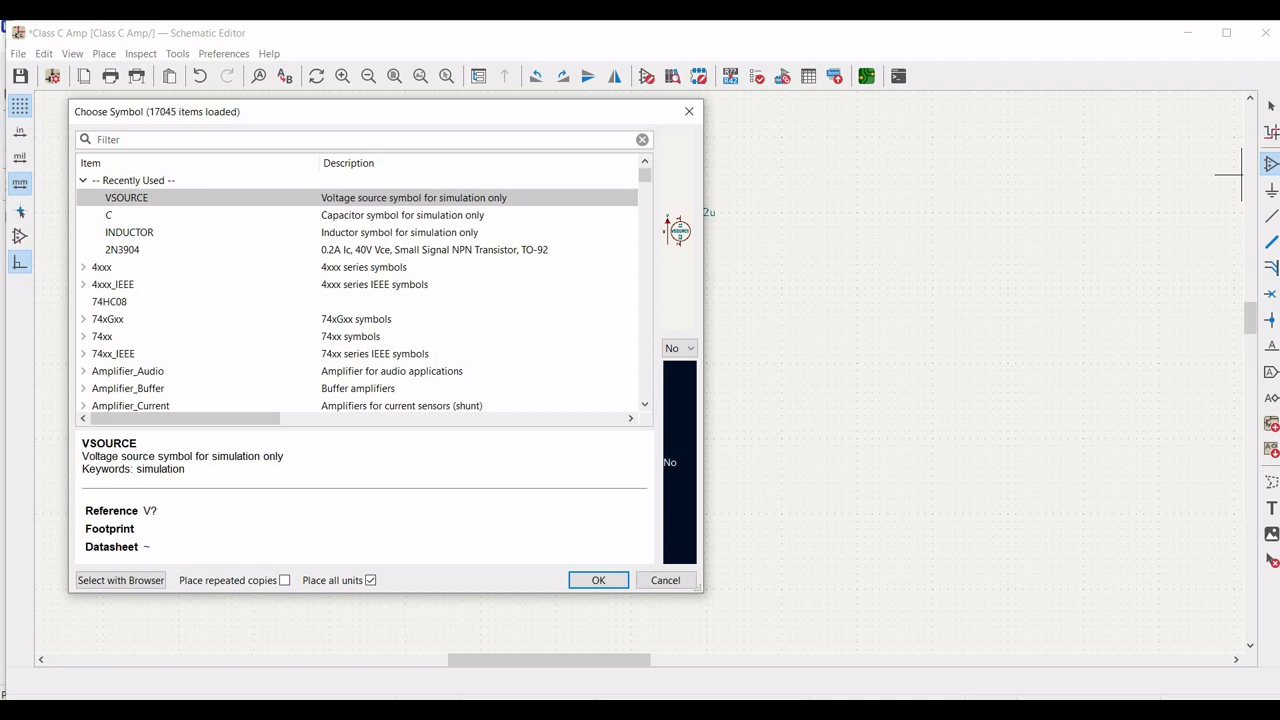 *Class C Amp [Class C Amp/] — Schematic Editor
File Edit View Place Inspect Tools Preferences Help
Choose Symbol (17045 items loaded)
Filter
Item Description
-- Recently Used --
VSOURCE Voltage source symbol for simulation only
C Capacitor symbol for simulation only
INDUCTOR Inductor symbol for simulation only
2N3904 0.2A Ic, 40V Vce, Small Signal NPN Transistor, TO-92
4xxx 4xxx series symbols
4xxx_IEEE 4xxx series IEEE symbols
74HC08
74xGxx 74xGxx symbols
74xx 74xx symbols
74xx_IEEE 74xx series IEEE symbols
Amplifier_Audio Amplifier for audio applications
Amplifier_Buffer Buffer amplifiers
Amplifier_Current Amplifiers for current sensors (shunt)
in
mil
mm
2u
VSOURCE
No
No
VSOURCE
Voltage source symbol for simulation only
Keywords: simulation
Reference V?
Footprint
Datasheet ~
Select with Browser Place repeated copies Place all units OK Cancel